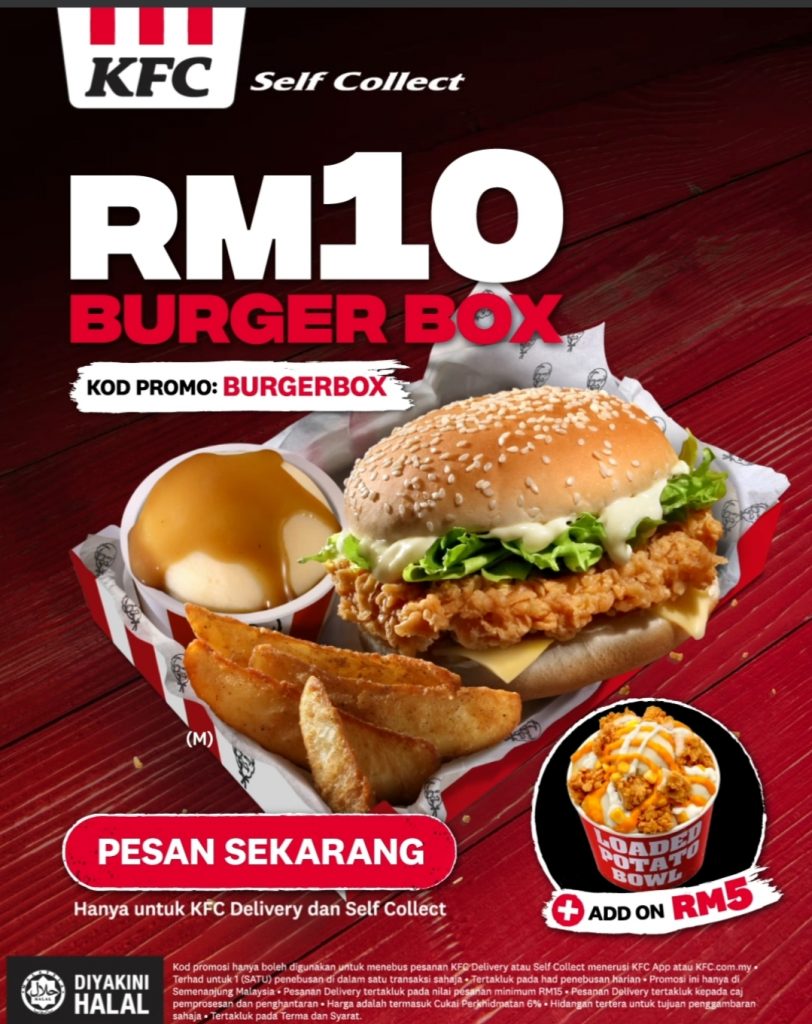 KFC Self Collect
RM10
BURGER BOX
KOD PROMO: BURGERBOX
(M)
LOADED
POTATO
BOWL
PESAN SEKARANG
+ ADD ON RM5
Hanya untuk KFC Delivery dan Self Collect
DIYAKINI
HALAL
HALAL
Kod promosi hanya boleh digunakan untuk menebus pesanan KFC Delivery atau Self Collect menerusi KFC App atau KFC.com.my •
Terhad untuk 1 (SATU) penebusan di dalam satu transaksi sahaja • Tertakluk pada had penebusan harian • Promosi ini hanya di
Semenanjung Malaysia • Pesanan Delivery tertakluk pada nilai pesanan minimum RM15 • Pesanan Delivery tertakluk kepada caj
pemprosesan dan penghantaran • Harga adalah termasuk Cukai Perkhidmatan 6% • Hidangan tertera untuk tujuan penggambaran
sahaja • Tertakluk pada Terma dan Syarat.